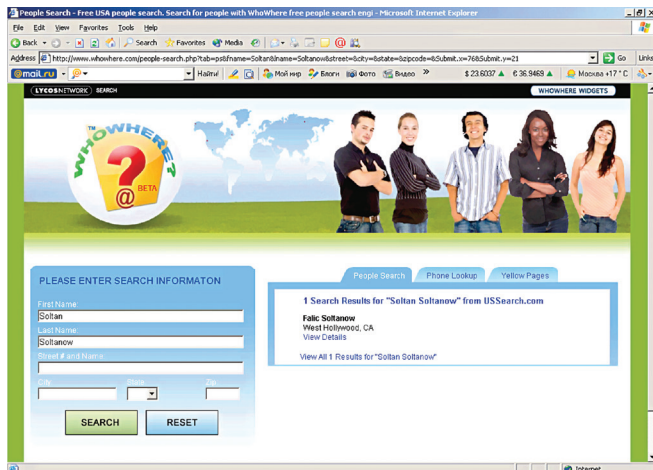 People Search - Free USA people search. Search for people with WhoWhere free people search engi - Microsoft Internet Explorer
File Edit View Favorites Tools Help
Back Search Favorites Media
Address http://www.whowhere.com/people-search.php?tab=ps&fname=Soltan&lname=Soltanow&street=&city=&state=&zipcode=&Submit.x=76&Submit.y=21 Go Links
@mail.ru Найти! Мой мир Блоги Фото Видео » $ 23.6037 ▲ € 36.9469 ▲ Москва +17 °C
LYCOS NETWORK SEARCH WHOWHERE WIDGETS
WHOWHERE?
TM
?
@
BETA
PLEASE ENTER SEARCH INFORMATON
First Name:
Soltan
Last Name:
Soltanow
Street # and Name:
City State Zip
SEARCH RESET
People Search Phone Lookup Yellow Pages
1 Search Results for "Soltan Soltanow" from USSearch.com
Falic Soltanow
West Hollywood, CA
View Details
View All 1 Results for "Soltan Soltanow"
Internet